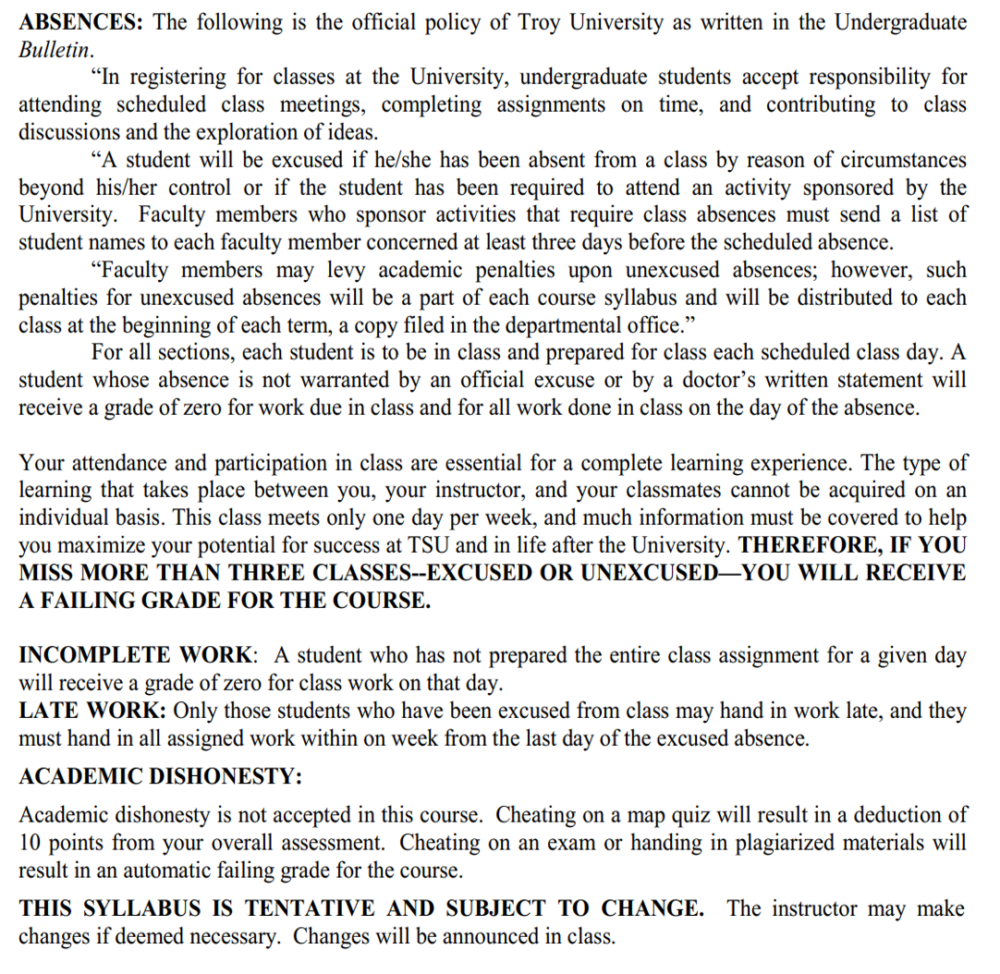 ABSENCES: The following is the official policy of Troy University as written in the Undergraduate
Bulletin.
“In registering for classes at the University, undergraduate students accept responsibility for
attending scheduled class meetings, completing assignments on time, and contributing to class
discussions and the exploration of ideas.
“A student will be excused if he/she has been absent from a class by reason of circumstances
beyond his/her control or if the student has been required to attend an activity sponsored by the
University.  Faculty members who sponsor activities that require class absences must send a list of
student names to each faculty member concerned at least three days before the scheduled absence.
“Faculty members may levy academic penalties upon unexcused absences; however, such
penalties for unexcused absences will be a part of each course syllabus and will be distributed to each
class at the beginning of each term, a copy filed in the departmental office.”
For all sections, each student is to be in class and prepared for class each scheduled class day. A
student whose absence is not warranted by an official excuse or by a doctor’s written statement will
receive a grade of zero for work due in class and for all work done in class on the day of the absence.
Your attendance and participation in class are essential for a complete learning experience. The type of
learning that takes place between you, your instructor, and your classmates cannot be acquired on an
individual basis. This class meets only one day per week, and much information must be covered to help
you maximize your potential for success at TSU and in life after the University. THEREFORE, IF YOU
MISS MORE THAN THREE CLASSES--EXCUSED OR UNEXCUSED—YOU WILL RECEIVE
A FAILING GRADE FOR THE COURSE.
INCOMPLETE WORK:  A student who has not prepared the entire class assignment for a given day
will receive a grade of zero for class work on that day.
LATE WORK: Only those students who have been excused from class may hand in work late, and they
must hand in all assigned work within on week from the last day of the excused absence.
ACADEMIC DISHONESTY:
Academic dishonesty is not accepted in this course.  Cheating on a map quiz will result in a deduction of
10 points from your overall assessment.  Cheating on an exam or handing in plagiarized materials will
result in an automatic failing grade for the course.
THIS SYLLABUS IS TENTATIVE AND SUBJECT TO CHANGE.  The instructor may make
changes if deemed necessary.  Changes will be announced in class.